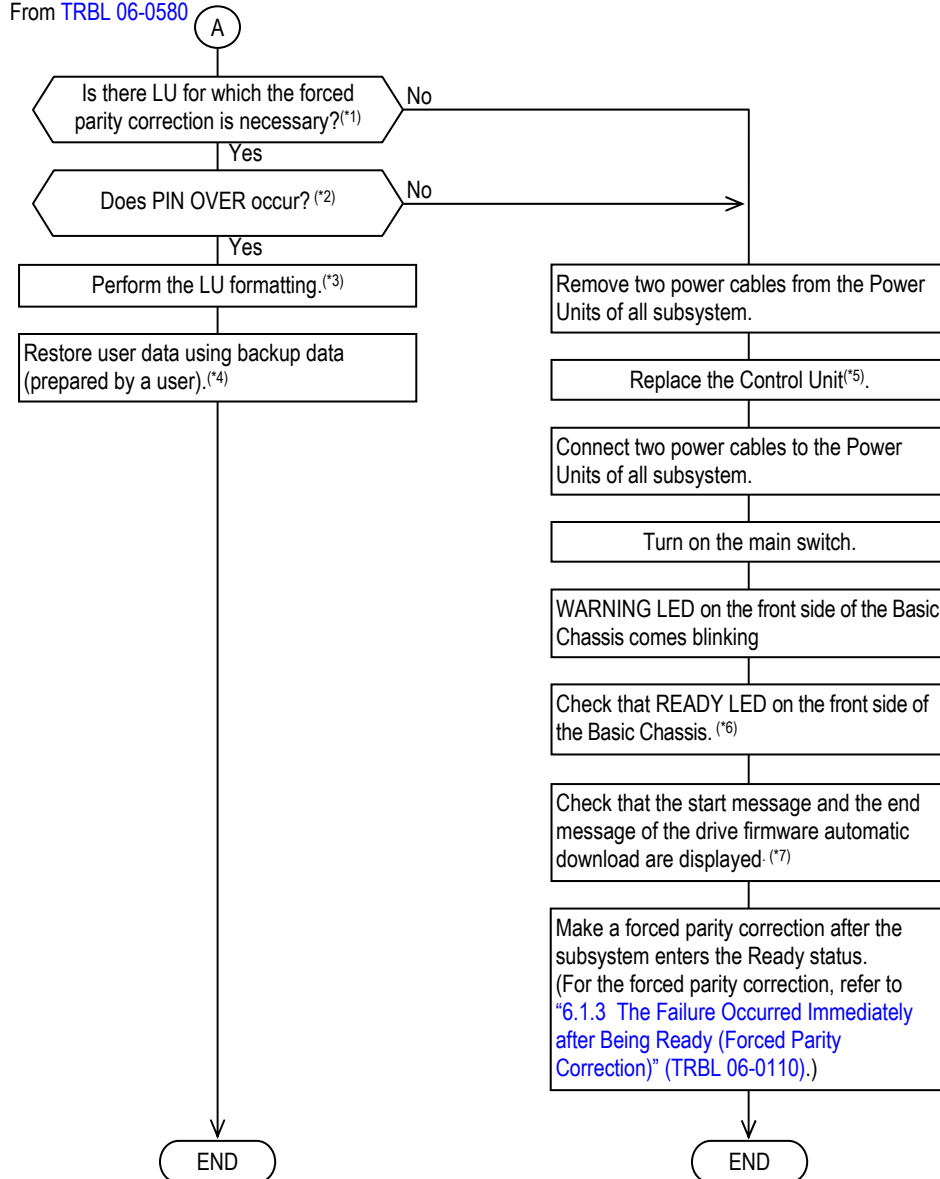 From TRBL 06-0580
A
Is there LU for which the forced
parity correction is necessary?(*1)
No
Yes
Does PIN OVER occur? (*2)
No
Yes
Perform the LU formatting.(*3)
Restore user data using backup data
(prepared by a user).(*4)
END
Remove two power cables from the Power
Units of all subsystem.
Replace the Control Unit(*5).
Connect two power cables to the Power
Units of all subsystem.
Turn on the main switch.
WARNING LED on the front side of the Basic
Chassis comes blinking
Check that READY LED on the front side of
the Basic Chassis. (*6)
Check that the start message and the end
message of the drive firmware automatic
download are displayed. (*7)
Make a forced parity correction after the
subsystem enters the Ready status.
(For the forced parity correction, refer to
“6.1.3 The Failure Occurred Immediately
after Being Ready (Forced Parity
Correction)” (TRBL 06-0110).)
END